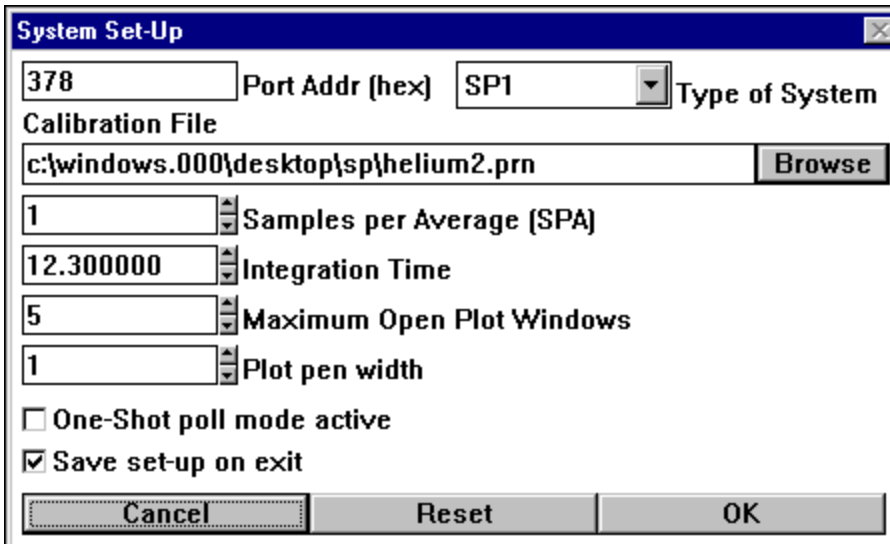 System Set-Up
378 Port Addr (hex) SP1 Type of System
Calibration File
c:\windows.000\desktop\sp\helium2.prn Browse
1 Samples per Average (SPA)
12.300000 Integration Time
5 Maximum Open Plot Windows
1 Plot pen width
One-Shot poll mode active
Save set-up on exit
Cancel Reset OK